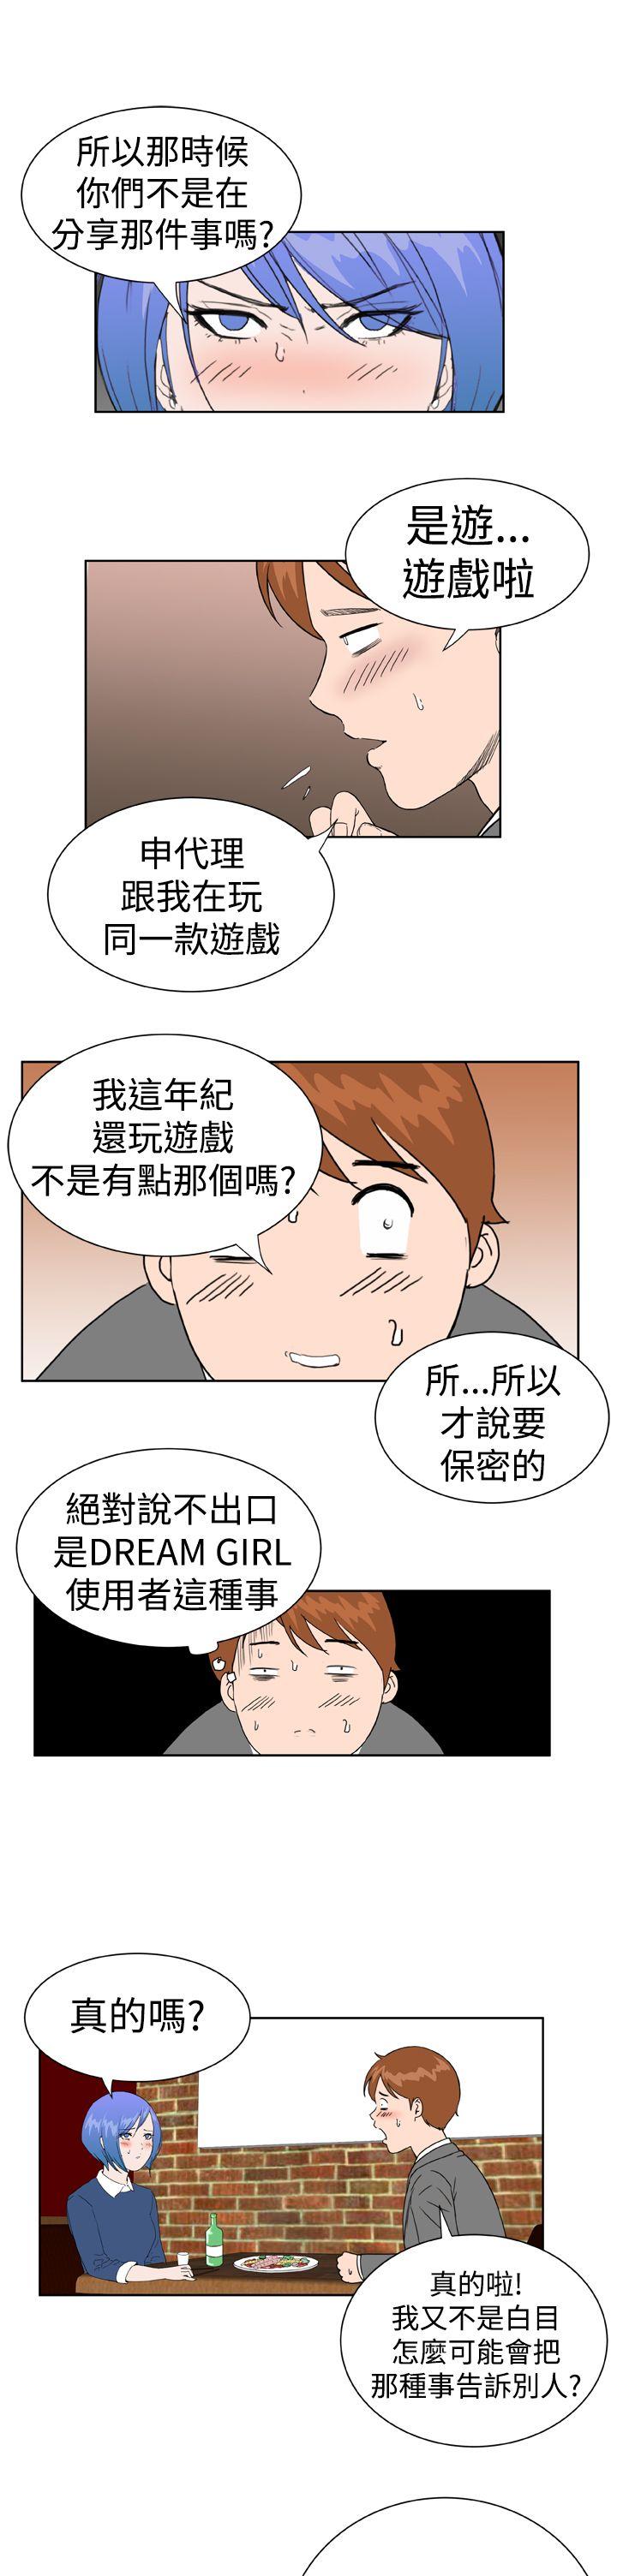 所以那時候
你們不是在
分享那件事嗎?
是遊...
遊戲啦
申代理
跟我在玩
同一款遊戲
我這年紀
還玩遊戲
不是有點那個嗎?
所...所以
才說要
保密的
絕對說不出口
是DREAM GIRL
使用者這種事
真的嗎?
真的啦!
我又不是白目
怎麼可能會把
那種事告訴別人?